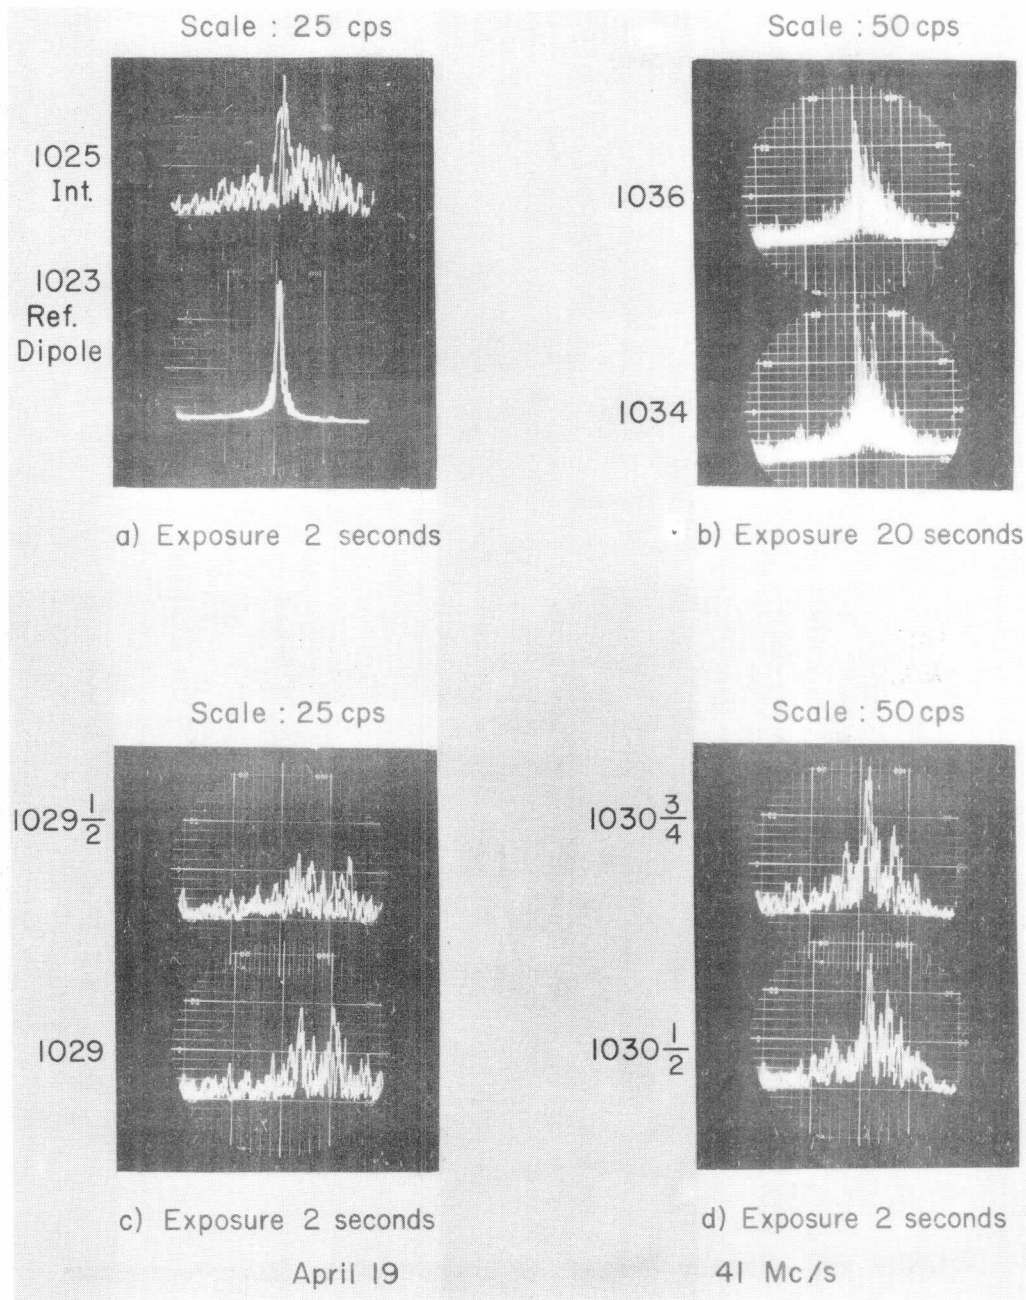 Scale : 25 cps
1025
Int.
1023
Ref.
Dipole
a) Exposure 2 seconds
Scale : 50 cps
1036
1034
b) Exposure 20 seconds
Scale : 25 cps
1029 1/2
1029
c) Exposure 2 seconds
Scale : 50 cps
1030 3/4
1030 1/2
d) Exposure 2 seconds
April 19
41 Mc/s